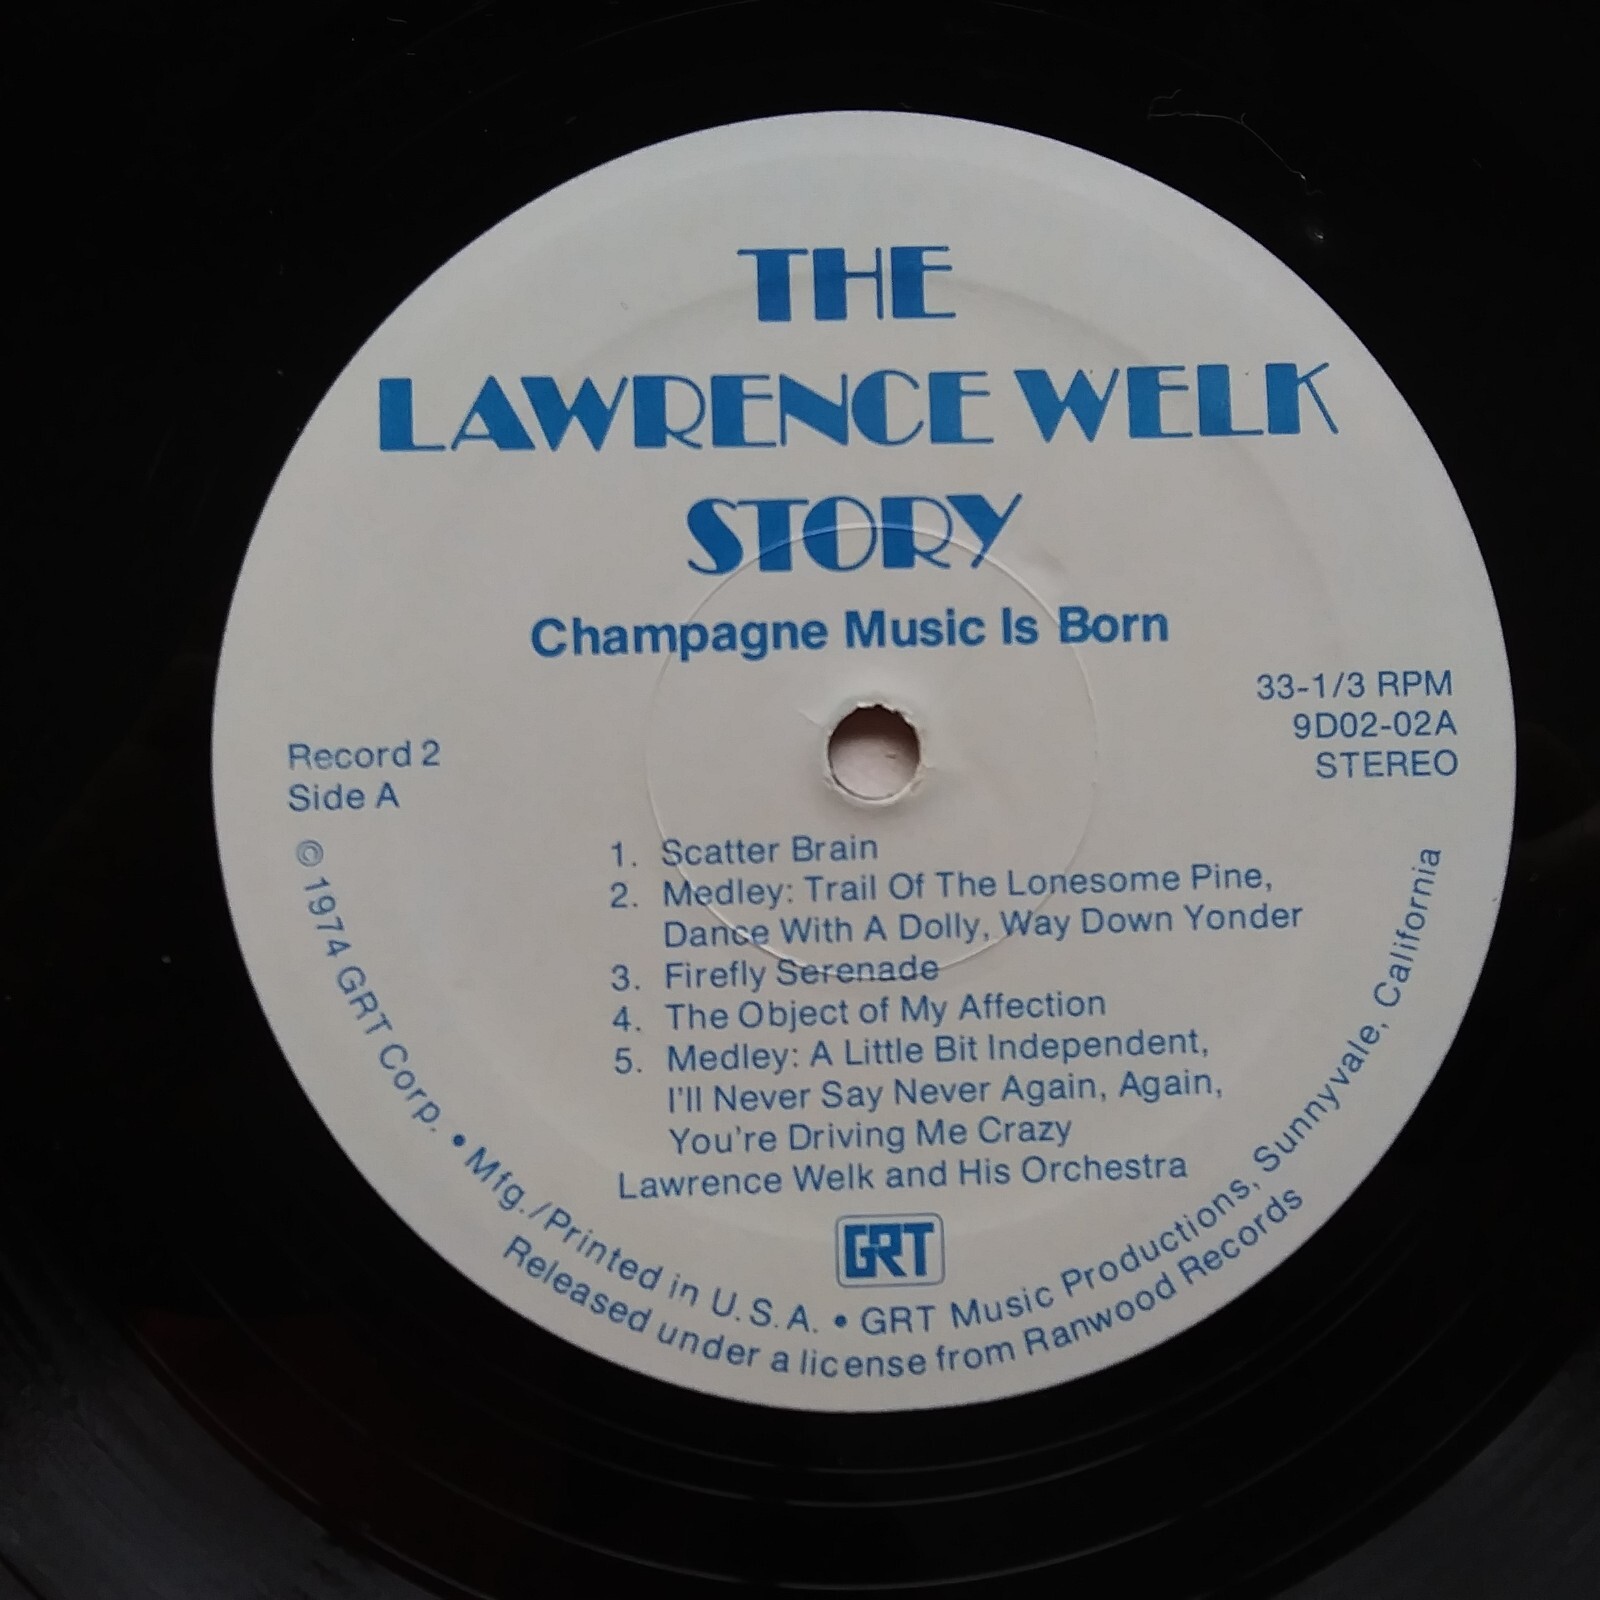 THE
LAWRENCE WELK
STORY
Champagne Music Is Born
33-1/3 RPM
9D02-02A
STEREO
Record 2
Side A
1. Scatter Brain
2. Medley: Trail Of The Lonesome Pine,
Dance With A Dolly, Way Down Yonder
3. Firefly Serenade
4. The Object of My Affection
5. Medley: A Little Bit Independent,
I'll Never Say Never Again, Again,
You're Driving Me Crazy
Lawrence Welk and His Orchestra
GRT
© 1974 GRT Corp. • Mfg./Printed in U.S.A. • GRT Music Productions, Sunnyvale, California
Released under a license from Ranwood Records